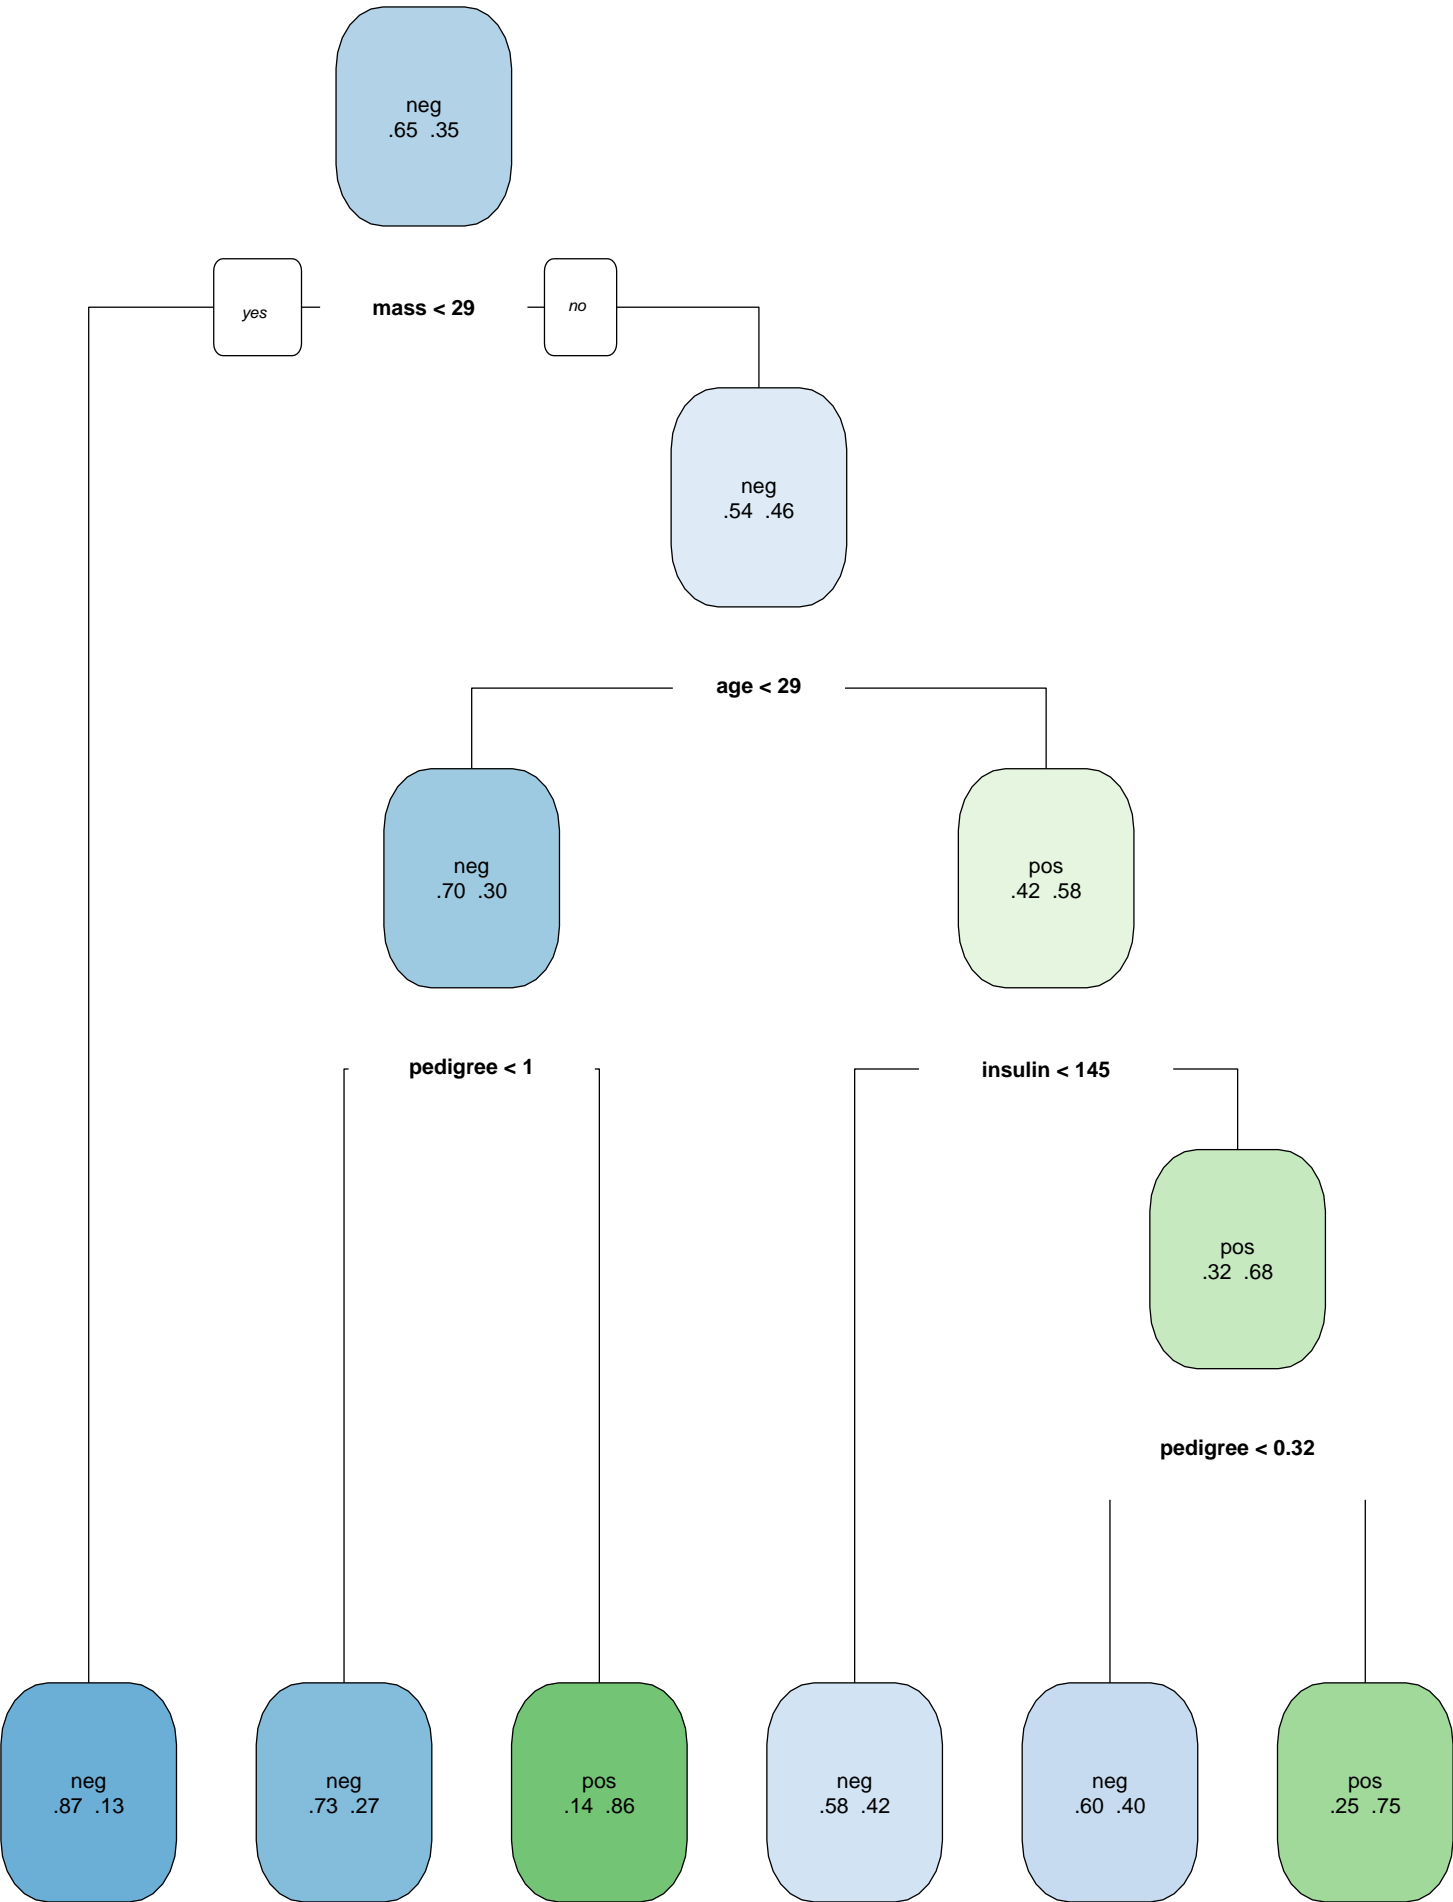 neg
.65 .35
yes
mass < 29
no
neg
.54 .46
age < 29
neg
.70 .30
pos
.42 .58
pedigree < 1
insulin < 145
pos
.32 .68
pedigree < 0.32
neg
.87 .13
neg
.73 .27
pos
.14 .86
neg
.58 .42
neg
.60 .40
pos
.25 .75